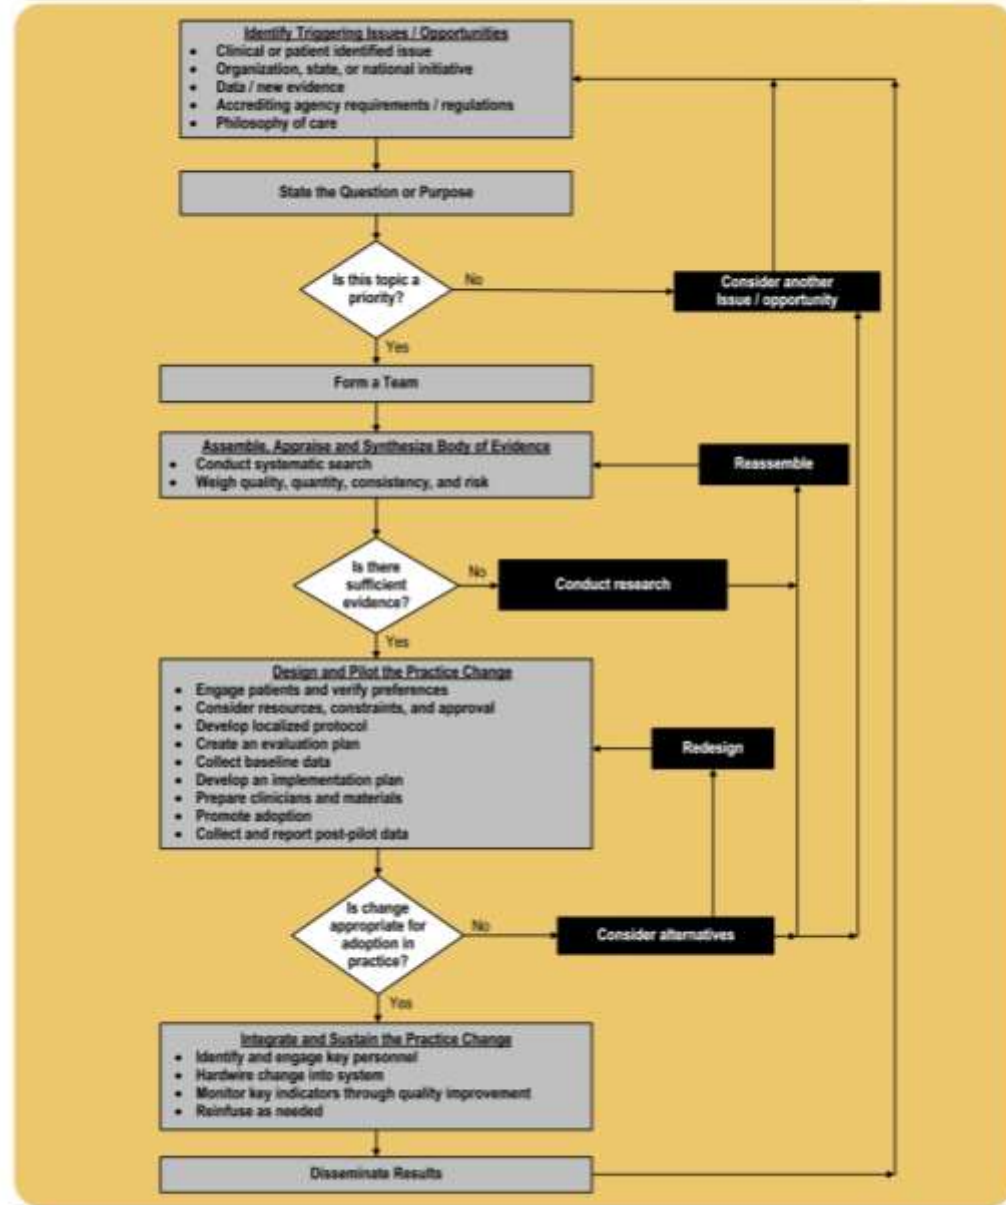 Identify Triggering Issues / Opportunities
• Clinical or patient identified issue
• Organization, state, or national initiative
• Data / new evidence
• Accrediting agency requirements / regulations
• Philosophy of care
State the Question or Purpose
Is this topic a
priority?
No
Consider another
Issue / opportunity
Yes
Form a Team
Assemble, Appraise and Synthesize Body of Evidence
• Conduct systematic search
• Weigh quality, quantity, consistency, and risk
Reassemble
Is there
sufficient
evidence?
No
Conduct research
Yes
Design and Pilot the Practice Change
• Engage patients and verify preferences
• Consider resources, constraints, and approval
• Develop localized protocol
• Create an evaluation plan
• Collect baseline data
• Develop an implementation plan
• Prepare clinicians and materials
• Promote adoption
• Collect and report post-pilot data
Redesign
Is change
appropriate for
adoption in
practice?
No
Consider alternatives
Yes
Integrate and Sustain the Practice Change
• Identify and engage key personnel
• Hardwire change into system
• Monitor key indicators through quality improvement
• Reinfuse as needed
Disseminate Results